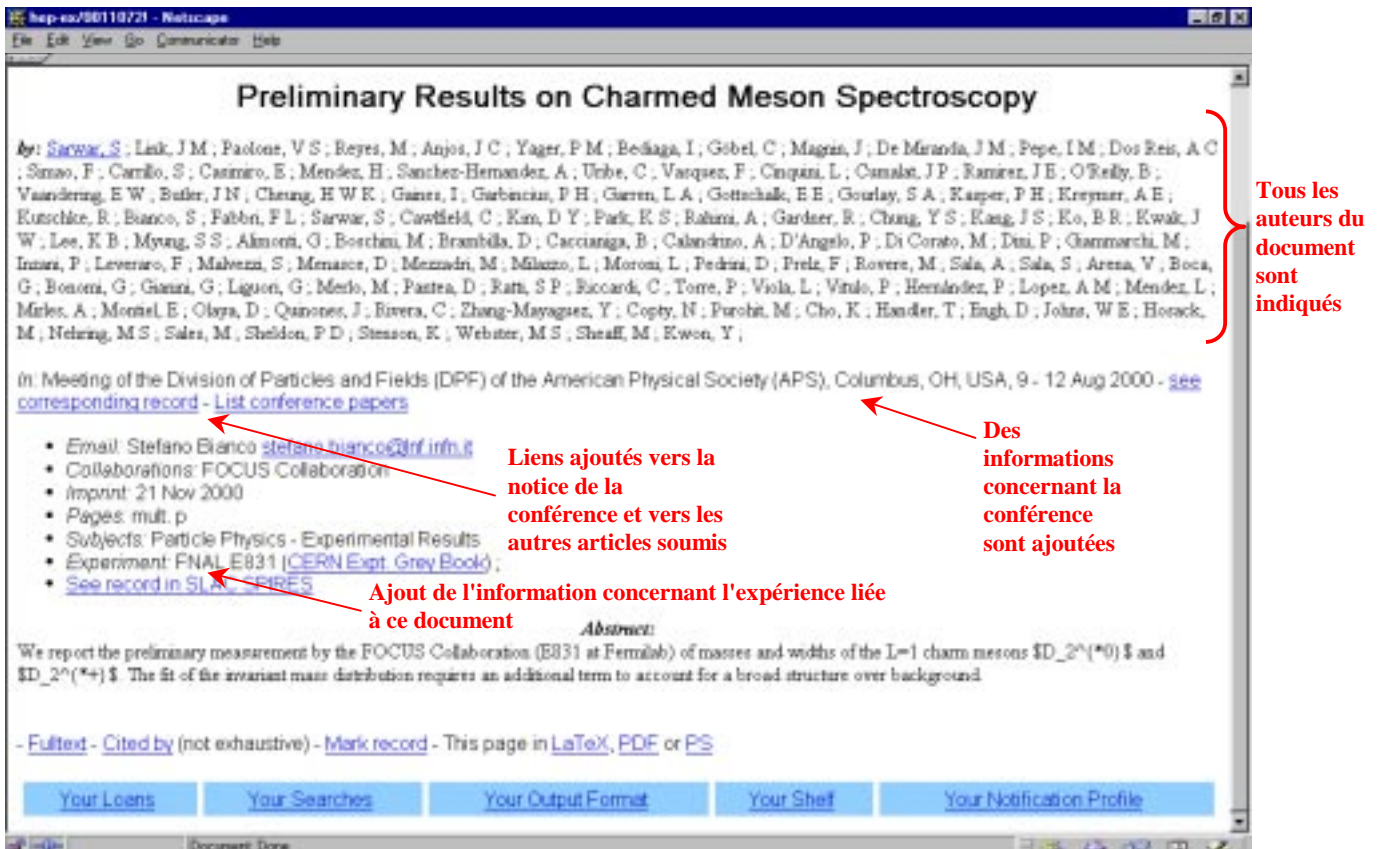 hep-ex/0011072! - Netscape
File Edit View Go Communicator Help
Preliminary Results on Charmed Meson Spectroscopy
by: Sarwar, S ; Link, J M ; Paolone, V S ; Reyes, M ; Anjos, J C ; Yager, P M ; Bediaga, I ; Göbel, C ; Magnin, J ; De Miranda, J M ; Pepe, I M ; Dos Reis, A C
; Simao, F ; Carrillo, S ; Casimiro, E ; Mendez, H ; Sanchez-Hernandez, A ; Uribe, C ; Vasquez, F ; Cinquini, L ; Cumalat, J P ; Ramirez, J E ; O'Reilly, B ;
Vaandering, E W ; Butler, J N ; Cheung, H W K ; Gaines, I ; Garbincius, P H ; Garren, L A ; Gottschalk, E E ; Gourlay, S A ; Kasper, P H ; Kreymer, A E ;
Kutschke, R ; Bianco, S ; Fabbri, F L ; Sarwar, S ; Cawlfield, C ; Kim, D Y ; Park, K S ; Rahimi, A ; Gardner, R ; Chung, Y S ; Kang, J S ; Ko, B R ; Kwak, J
W ; Lee, K B ; Myung, S S ; Alimonti, G ; Boschini, M ; Brambilla, D ; Caccianiga, B ; Calandrino, A ; D'Angelo, P ; Di Corato, M ; Dini, P ; Giammarchi, M ;
Inzani, P ; Leveraro, F ; Malvezzi, S ; Menasce, D ; Mezzadri, M ; Milazzo, L ; Moroni, L ; Pedrini, D ; Prelz, F ; Rovere, M ; Sala, A ; Sala, S ; Arena, V ; Boca,
G ; Bonomi, G ; Gianini, G ; Liguori, G ; Merlo, M ; Pantea, D ; Ratti, S P ; Riccardi, C ; Torre, P ; Viola, L ; Vitulo, P ; Hernández, P ; Lopez, A M ; Mendez, L ;
Mirles, A ; Montiel, E ; Olaya, D ; Quinones, J ; Rivera, C ; Zhang-Mayaguez, Y ; Copty, N ; Purohit, M ; Cho, K ; Handler, T ; Engh, D ; Johns, W E ; Hosack,
M ; Nehring, M S ; Sales, M ; Sheldon, P D ; Stenson, K ; Webster, M S ; Sheaff, M ; Kwon, Y ;
Tous les
auteurs du
document
sont
indiqués
In: Meeting of the Division of Particles and Fields (DPF) of the American Physical Society (APS), Columbus, OH, USA, 9 - 12 Aug 2000 - see
corresponding record - List conference papers
Des
informations
concernant la
conférence
sont ajoutées
Liens ajoutés vers la
notice de la
conférence et vers les
autres articles soumis
• Email: Stefano Bianco stefano.bianco@lnf.infn.it
• Collaborations: FOCUS Collaboration
• Imprint: 21 Nov 2000
• Pages: mult. p
• Subjects: Particle Physics - Experimental Results
• Experiment: FNAL E831 (CERN Expt. Grey Book) ;
• See record in SLAC SPIRES
Ajout de l'information concernant l'expérience liée
à ce document
Abstract:
We report the preliminary measurement by the FOCUS Collaboration (E831 at Fermilab) of masses and widths of the L=1 charm mesons $D_2^{*0}$ and
$D_2^{*+}$. The fit of the invariant mass distribution requires an additional term to account for a broad structure over background.
- Fulltext - Cited by (not exhaustive) - Mark record - This page in LaTeX, PDF or PS
Your Loans Your Searches Your Output Format Your Shelf Your Notification Profile
Document: Done